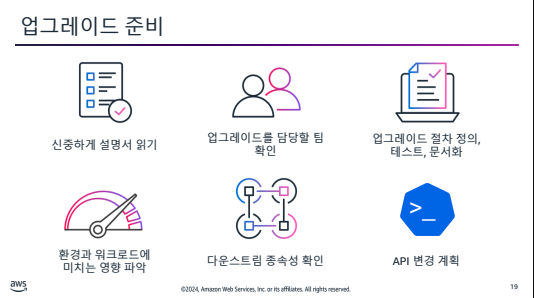 업그레이드 준비
신중하게 설명서 읽기
업그레이드를 담당할 팀
확인
업그레이드 절차 정의,
테스트, 문서화
>_
환경과 워크로드에
미치는 영향 파악
다운스트림 종속성 확인
API 변경 계획
aws
©2024, Amazon Web Services, Inc. or its affiliates. All rights reserved.
19